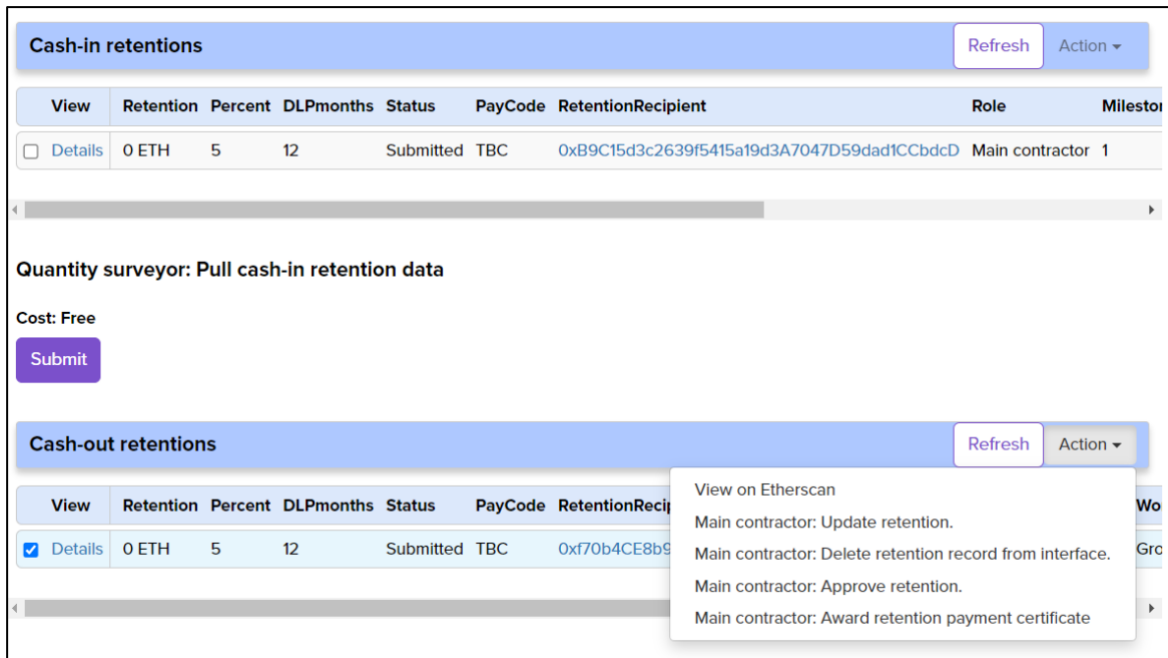 Cash-in retentions Refresh Action
View Retention Percent DLPmonths Status PayCode RetentionRecipient Role
Details 0 ETH 5 12 Submitted TBC 0xB9C15d3c2639f5415a19d3A7047D59dad1CCbdcD Main contractor 1
Quantity surveyor: Pull cash-in retention data
Cost: Free
Submit
Cash-out retentions Refresh Action
View on Etherscan
View Retention Percent DLPmonths Status PayCode
Main contractor: Update retention.
Details 0 ETH 5 12 Submitted TBC 0xf70b4CE8b9
Main contractor: Delete retention record from interface.
Main contractor: Approve retention.
Main contractor: Award retention payment certificate